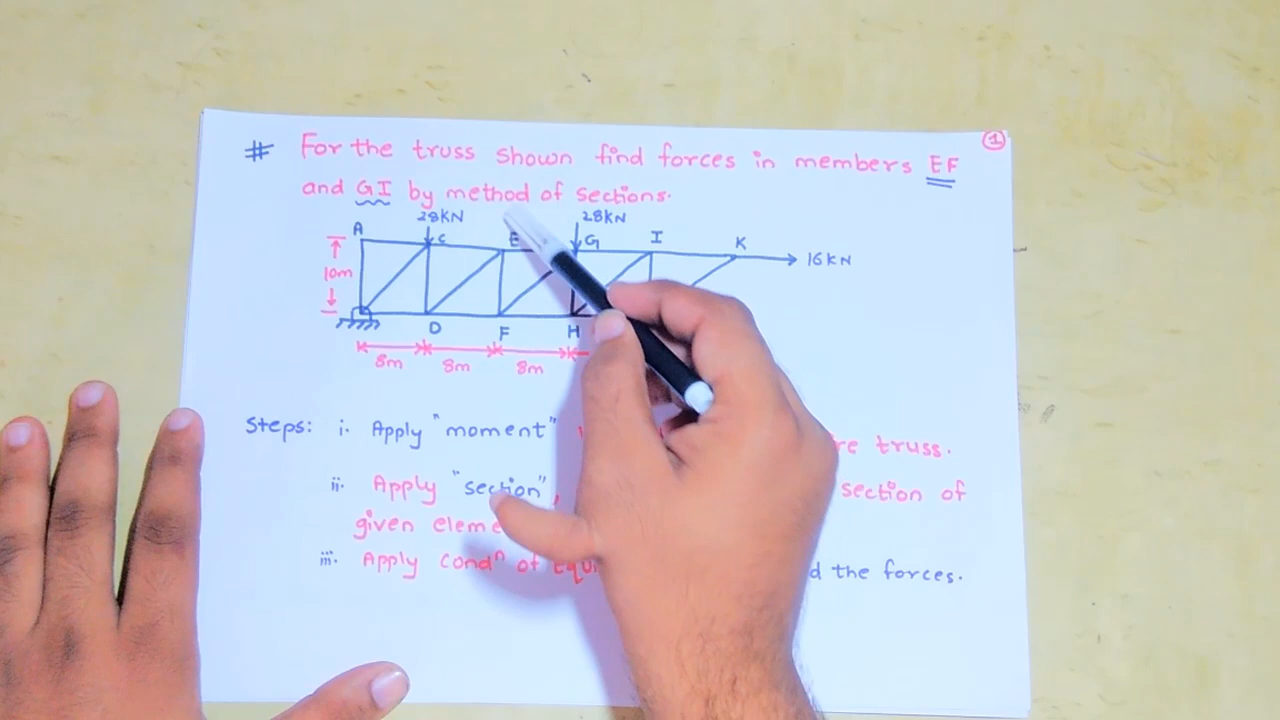 ①
# For the truss shown find forces in members EF
and GI by method of sections.
28KN 28KN
A C E G I K
16KN
10m
D F H
8m 8m 8m
Steps: i. Apply "moment" re truss.
ii. Apply "section", section of
given eleme
iii. Apply condⁿ of Equi d the forces.